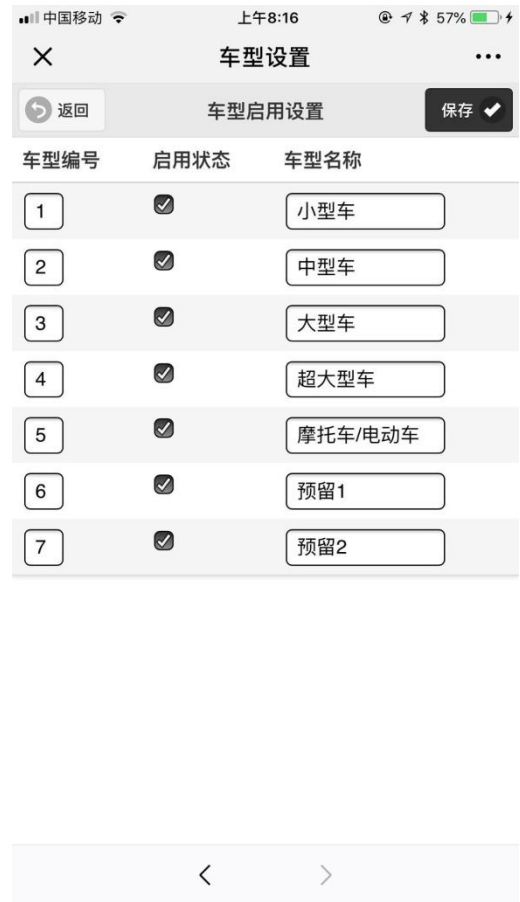 中国移动 上午8:16 57%
车型设置
返回 车型启用设置 保存
车型编号 启用状态 车型名称
1 小型车
2 中型车
3 大型车
4 超大型车
5 摩托车/电动车
6 预留1
7 预留2